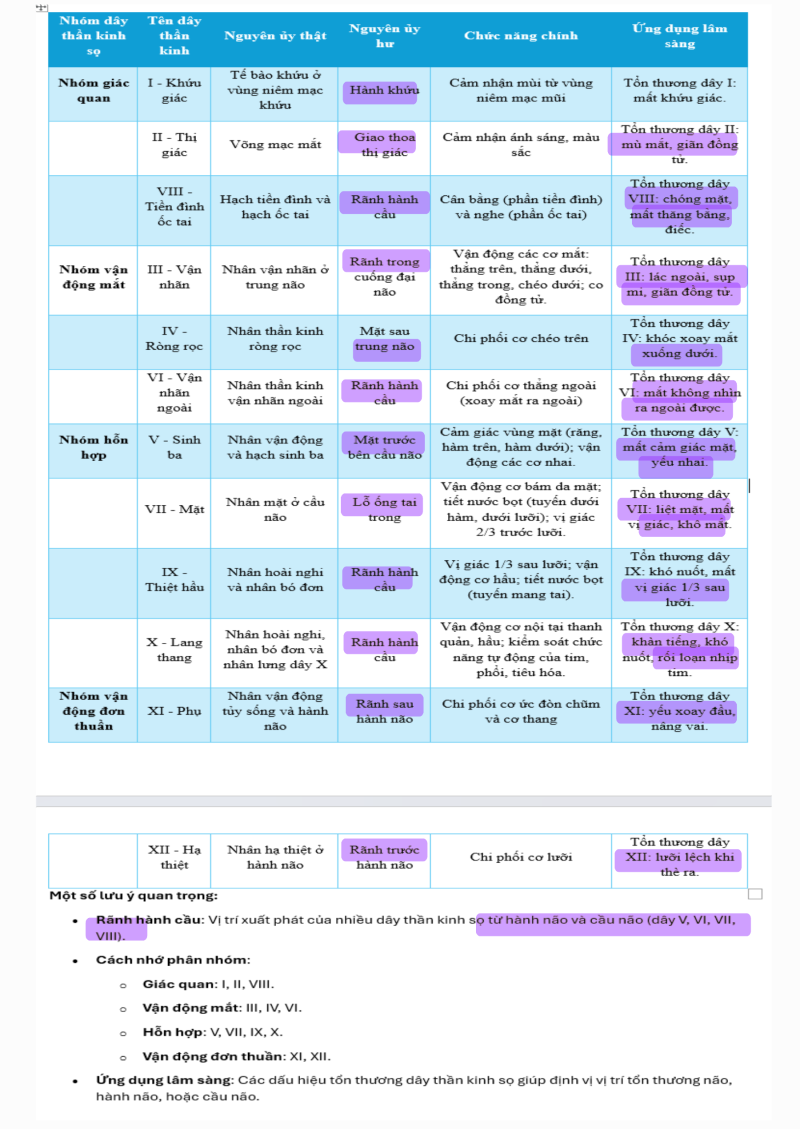 Nhóm dây thần kinh sọ | Tên dây thần kinh | Nguyên ủy thật | Nguyên ủy hư | Chức năng chính | Ứng dụng lâm sàng
Nhóm giác quan | I - Khứu giác | Tế bào khứu ở vùng niêm mạc khứu | Hành khứu | Cảm nhận mùi từ vùng niêm mạc mũi | Tổn thương dây I: mất khứu giác.
II - Thị giác | Võng mạc mắt | Giao thoa thị giác | Cảm nhận ánh sáng, màu sắc | Tổn thương dây II: mù mắt, giãn đồng tử.
VIII - Tiền đình ốc tai | Hạch tiền đình và hạch ốc tai | Rãnh hành cầu | Cân bằng (phần tiền đình) và nghe (phần ốc tai) | Tổn thương dây VIII: chóng mặt, mất thăng bằng, điếc.
Nhóm vận động mắt | III - Vận nhãn | Nhân vận nhãn ở trung não | Rãnh trong cuống đại não | Vận động các cơ mắt: thẳng trên, thẳng dưới, thẳng trong, chéo dưới; co đồng tử. | Tổn thương dây III: lác ngoài, sụp mi, giãn đồng tử.
IV - Ròng rọc | Nhân thần kinh ròng rọc | Mặt sau trung não | Chi phối cơ chéo trên | Tổn thương dây IV: khóc xoay mắt xuống dưới.
VI - Vận nhãn ngoài | Nhân thần kinh vận nhãn ngoài | Rãnh hành cầu | Chi phối cơ thẳng ngoài (xoay mắt ra ngoài) | Tổn thương dây VI: mắt không nhìn ra ngoài được.
Nhóm hỗn hợp | V - Sinh ba | Nhân vận động và hạch sinh ba | Mặt trước bên cầu não | Cảm giác vùng mặt (răng, hàm trên, hàm dưới); vận động các cơ nhai. | Tổn thương dây V: mất cảm giác mặt, yếu nhai.
VII - Mặt | Nhân mặt ở cầu não | Lỗ ống tai trong | Vận động cơ bám da mặt; tiết nước bọt (tuyến dưới hàm, dưới lưỡi); vị giác 2/3 trước lưỡi. | Tổn thương dây VII: liệt mặt, mất vị giác, khô mắt.
IX - Thiệt hầu | Nhân hoài nghi và nhân bó đơn | Rãnh hành cầu | Vị giác 1/3 sau lưỡi; vận động cơ hầu; tiết nước bọt (tuyến mang tai). | Tổn thương dây IX: khó nuốt, mất vị giác 1/3 sau lưỡi.
X - Lang thang | Nhân hoài nghi, nhân bó đơn và nhân lưng dây X | Rãnh hành cầu | Vận động cơ nội tại thanh quản, hầu; kiểm soát chức năng tự động của tim, phổi, tiêu hóa. | Tổn thương dây X: khàn tiếng, khó nuốt, rối loạn nhịp tim.
Nhóm vận động đơn thuần | XI - Phụ | Nhân vận động tủy sống và hành não | Rãnh sau hành não | Chi phối cơ ức đòn chũm và cơ thang | Tổn thương dây XI: yếu xoay đầu, nâng vai.
XII - Hạ thiệt | Nhân hạ thiệt ở hành não | Rãnh trước hành não | Chi phối cơ lưỡi | Tổn thương dây XII: lưỡi lệch khi thè ra.
Một số lưu ý quan trọng:
• Rãnh hành cầu: Vị trí xuất phát của nhiều dây thần kinh sọ từ hành não và cầu não (dây V, VI, VII,
VIII).
• Cách nhớ phân nhóm:
o Giác quan: I, II, VIII.
o Vận động mắt: III, IV, VI.
o Hỗn hợp: V, VII, IX, X.
o Vận động đơn thuần: XI, XII.
• Ứng dụng lâm sàng: Các dấu hiệu tổn thương dây thần kinh sọ giúp định vị vị trí tổn thương não,
hành não, hoặc cầu não.